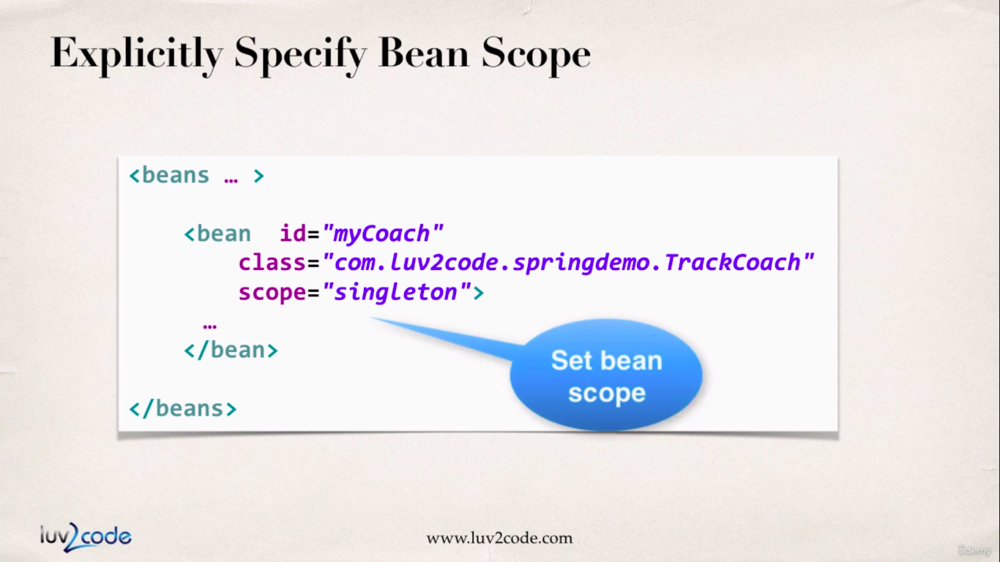 Explicitly Specify Bean Scope
<beans … >
<bean id="myCoach"
class="com.luv2code.springdemo.TrackCoach"
scope="singleton">
…
</bean>
Set bean
scope
</beans>
luv2code
www.luv2code.com
ûdemy